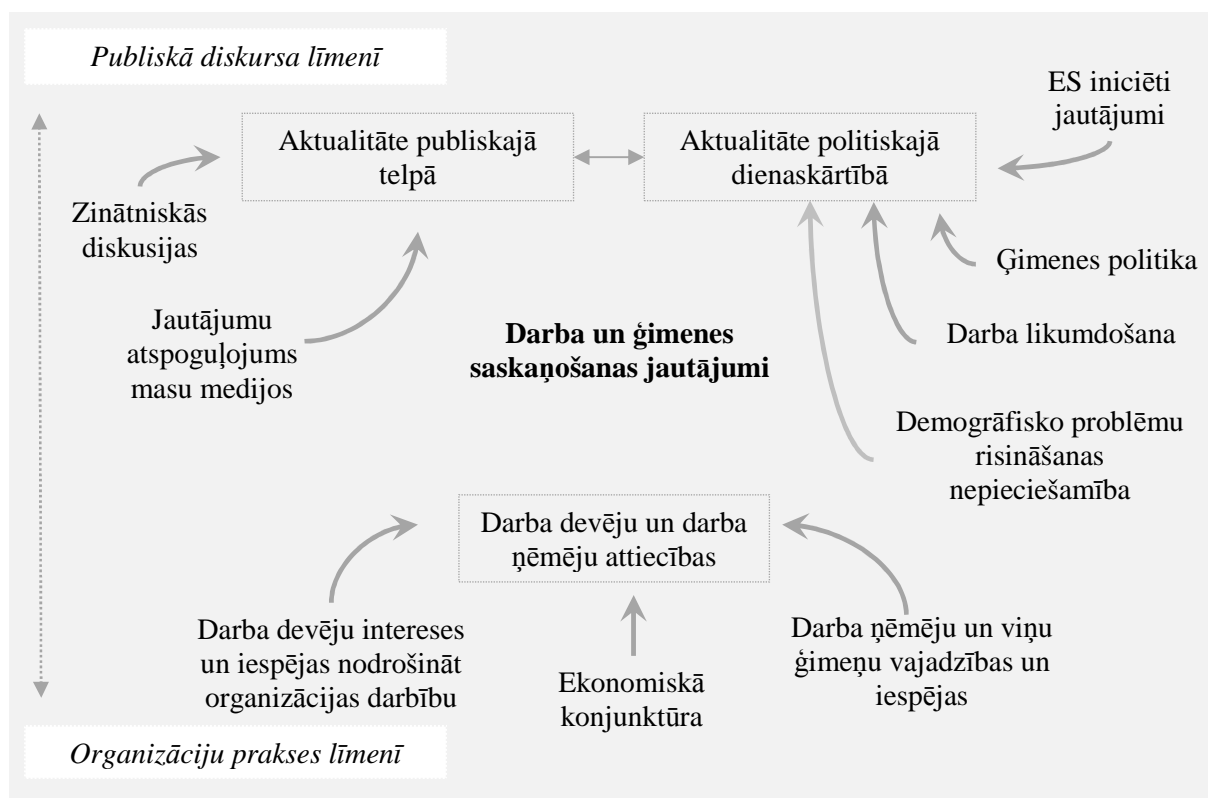 Publiskā diskursa līmenī
ES iniciēti
jautājumi
Aktualitāte publiskajā
telpā
Aktualitāte politiskajā
dienaskārtībā
Zinātniskās
diskusijas
Ģimenes politika
Jautājumu
atspoguļojums
masu medijos
Darba un ģimenes
saskaņošanas jautājumi
Darba likumdošana
Demogrāfisko problēmu
risināšanas
nepieciešamība
Darba devēju un darba
ņēmēju attiecības
Darba devēju intereses
un iespējas nodrošināt
organizācijas darbību
Ekonomiskā
konjunktūra
Darba ņēmēju un viņu
ģimeņu vajadzības un
iespējas
Organizāciju prakses līmenī